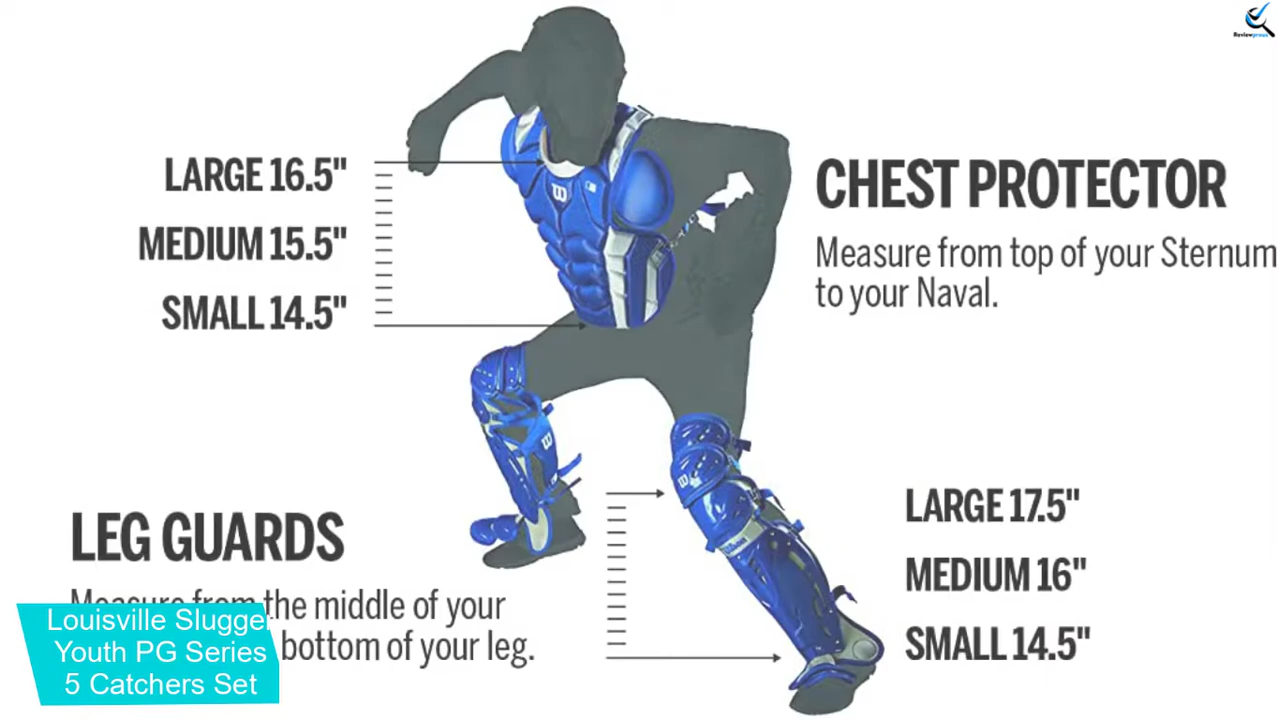 Reviewgrous
LARGE 16.5"
MEDIUM 15.5"
SMALL 14.5"
CHEST PROTECTOR
Measure from top of your Sternum
to your Naval.
LEG GUARDS
Measure from the middle of your
bottom of your leg.
LARGE 17.5"
MEDIUM 16"
SMALL 14.5"
Louisville Slugge
Youth PG Series
5 Catchers Set